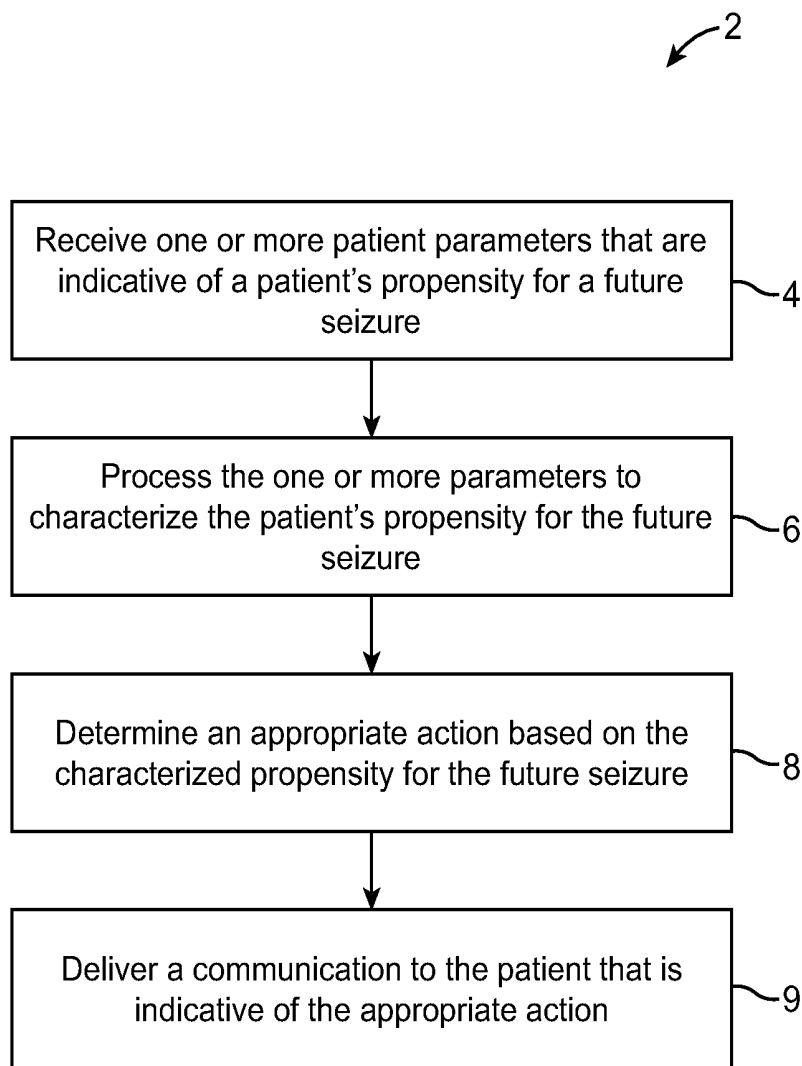 2
Receive one or more patient parameters that are
indicative of a patient's propensity for a future
seizure
4
Process the one or more parameters to
characterize the patient's propensity for the future
seizure
6
Determine an appropriate action based on the
characterized propensity for the future seizure
8
Deliver a communication to the patient that is
indicative of the appropriate action
9